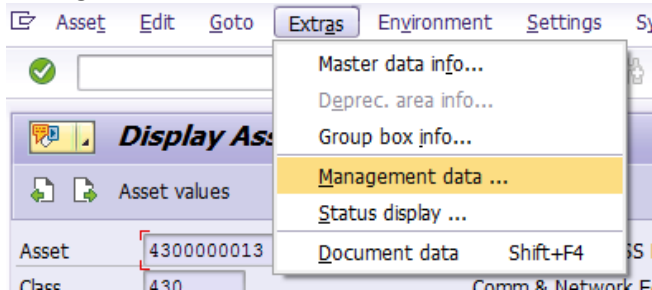 Asset Edit Goto Extras Environment Settings
Master data info...
Deprec. area info...
Group box info...
Display Ass
Management data ...
Asset values
Status display ...
Asset 4300000013 Document data Shift+F4
Class 430 Comm & Network